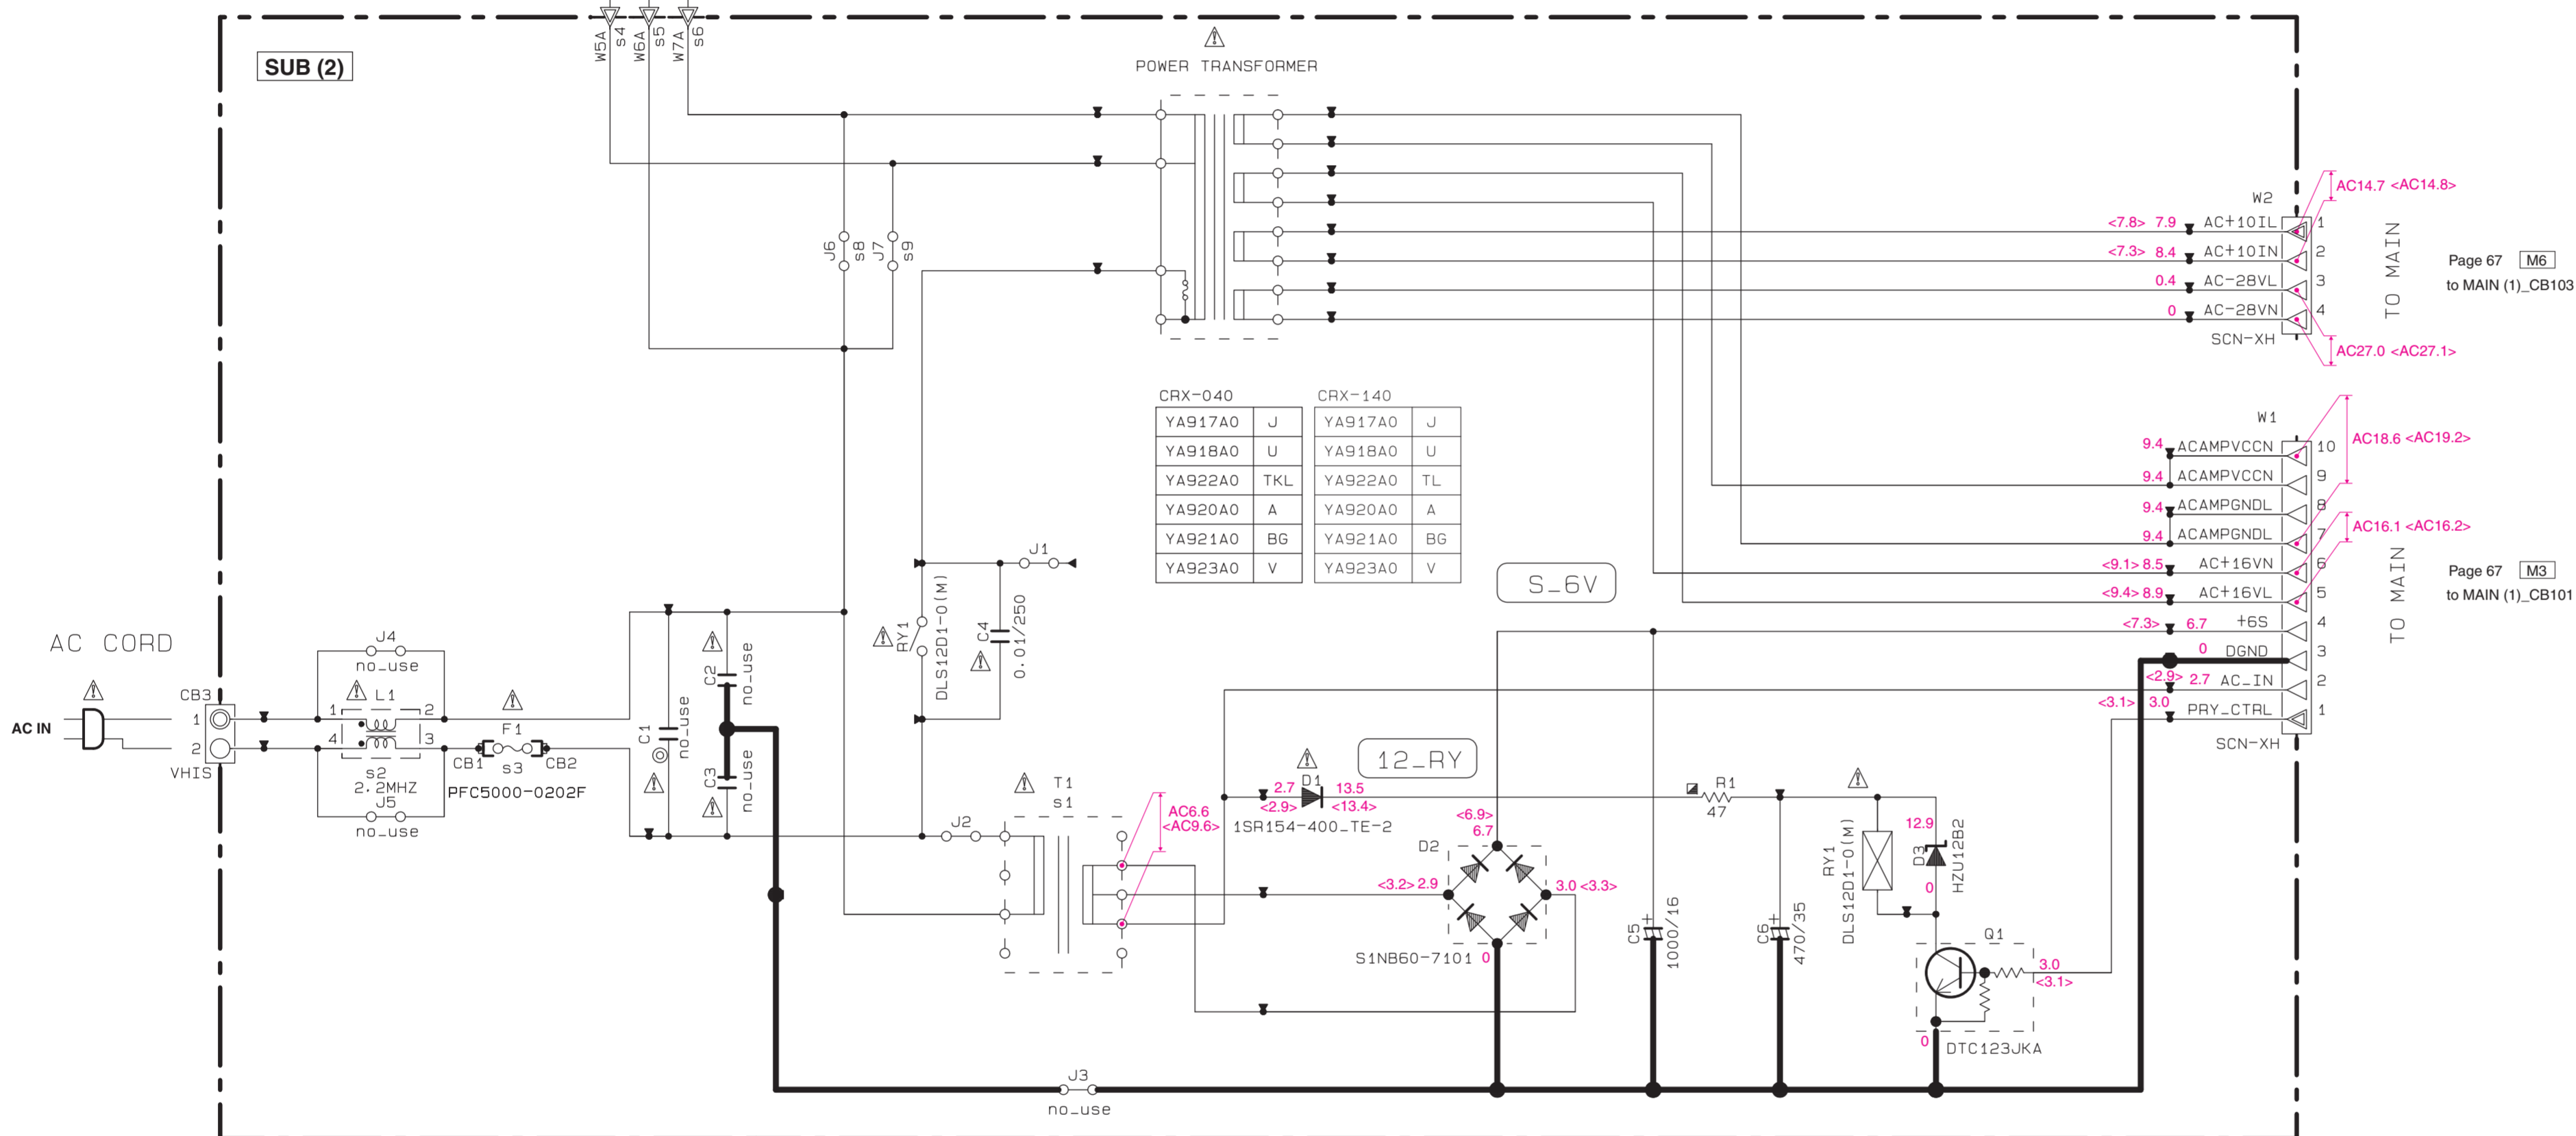 W5A
s4
W6A
s5
W7A
s6
SUB (2)
POWER TRANSFORMER
J6
s8
J7
s9
W2
AC14.7 <AC14.8>
<7.8> 7.9 AC+10IL 1
<7.3> 8.4 AC+10IN 2
0.4 AC-28VL 3
0 AC-28VN 4
SCN-XH
TO MAIN
Page 67 M6
to MAIN (1)_CB103
AC27.0 <AC27.1>
CRX-040 CRX-140
YA917A0 J YA917A0 J
YA918A0 U YA918A0 U
YA922A0 TKL YA922A0 TL
YA920A0 A YA920A0 A
YA921A0 BG YA921A0 BG
YA923A0 V YA923A0 V
W1
AC18.6 <AC19.2>
9.4 ACAMPVCCN 10
9.4 ACAMPVCCN 9
9.4 ACAMPGNDL 8
9.4 ACAMPGNDL 7
AC16.1 <AC16.2>
<9.1> 8.5 AC+16VN 6
<9.4> 8.9 AC+16VL 5
<7.3> 6.7 +6S 4
0 DGND 3
<2.9> 2.7 AC_IN 2
<3.1> 3.0 PRY_CTRL 1
SCN-XH
TO MAIN
Page 67 M3
to MAIN (1)_CB101
S_6V
J1
RY1
DLS12D1-0(M)
C4
0.01/250
AC CORD
AC IN
CB3
1
2
VHIS
J4
no_use
L1
1 2
4 3
s2
2.2MHZ
J5
no_use
F1
CB1 s3 CB2
PFC5000-0202F
C1
no_use
C2
no_use
C3
no_use
J2
T1
s1
AC6.6
<AC9.6>
12_RY
2.7 D1 13.5
<2.9> <13.4>
1SR154-400_TE-2
R1
47
<6.9>
6.7
D2
<3.2> 2.9
3.0 <3.3>
S1NB60-7101 0
C5
1000/16
C6
470/35
RY1
DLS12D1-0(M)
12.9
D3
HZU12B2
0
Q1
3.0
<3.1>
0
DTC123JKA
J3
no_use